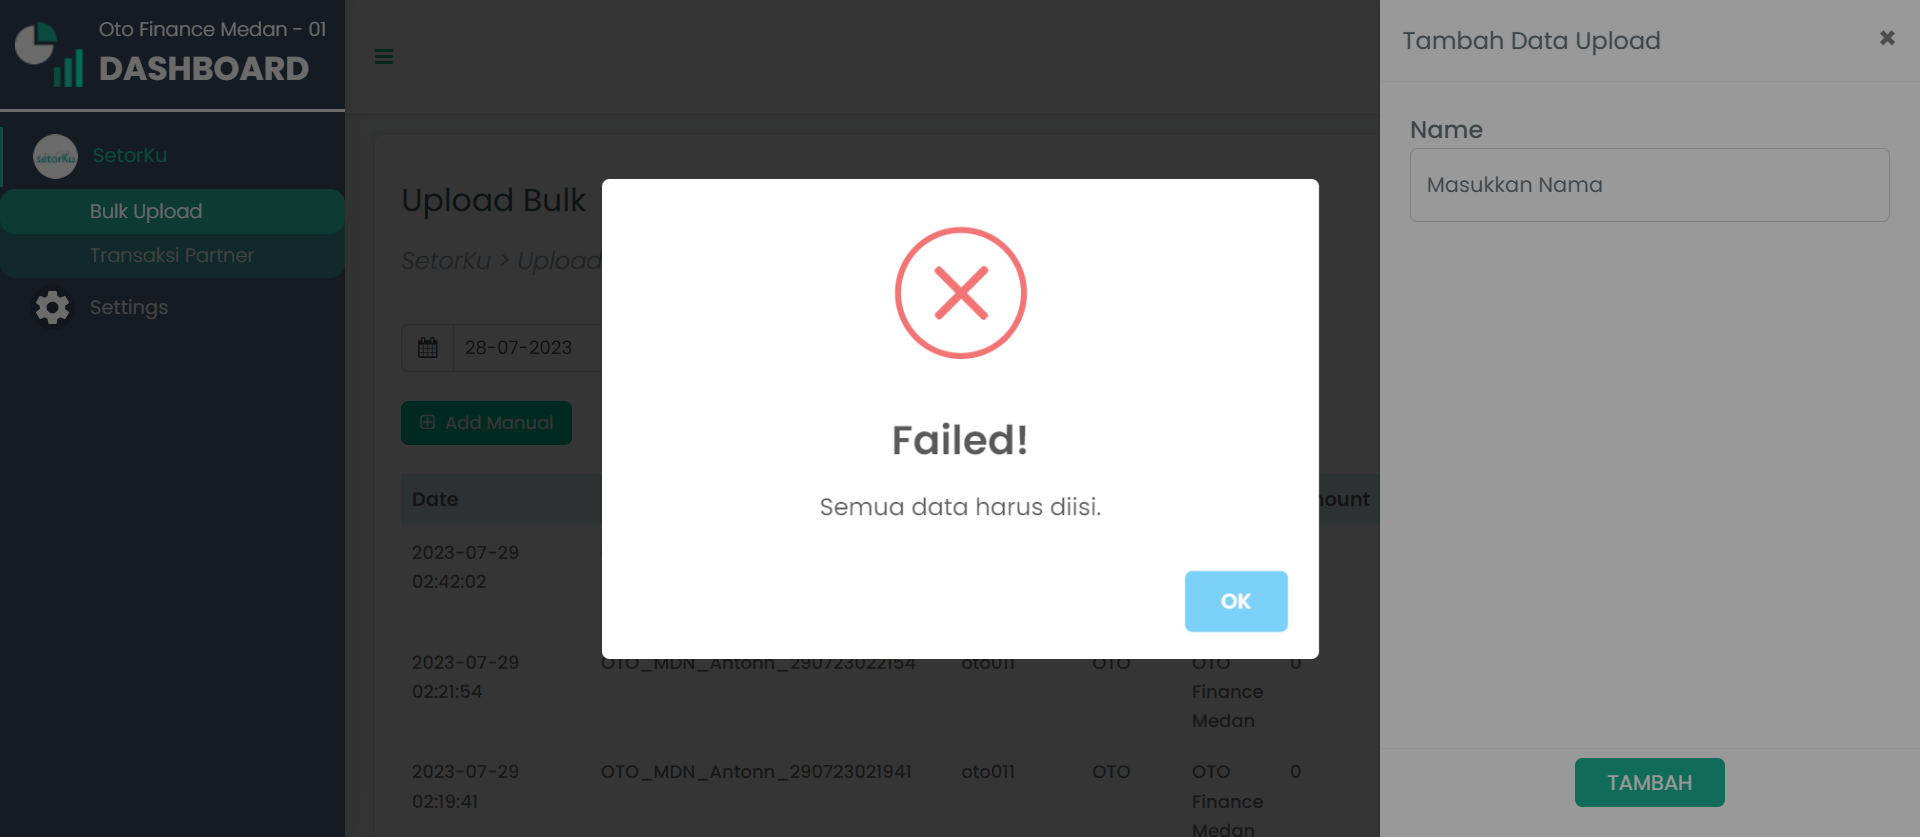 Oto Finance Medan - 01
DASHBOARD
setorKu
SetorKu
Bulk Upload
Transaksi Partner
Settings
Upload Bulk
SetorKu > Upload
28-07-2023
Add Manual
Date
2023-07-29
02:42:02
2023-07-29 OTO_MDN_Antonn_290723022154 oto011 OTO OTO 0
02:21:54 Finance
Medan
2023-07-29 OTO_MDN_Antonn_290723021941 oto011 OTO OTO 0
02:19:41 Finance
Medan
Failed!
Semua data harus diisi.
OK
Tambah Data Upload
Name
Masukkan Nama
TAMBAH